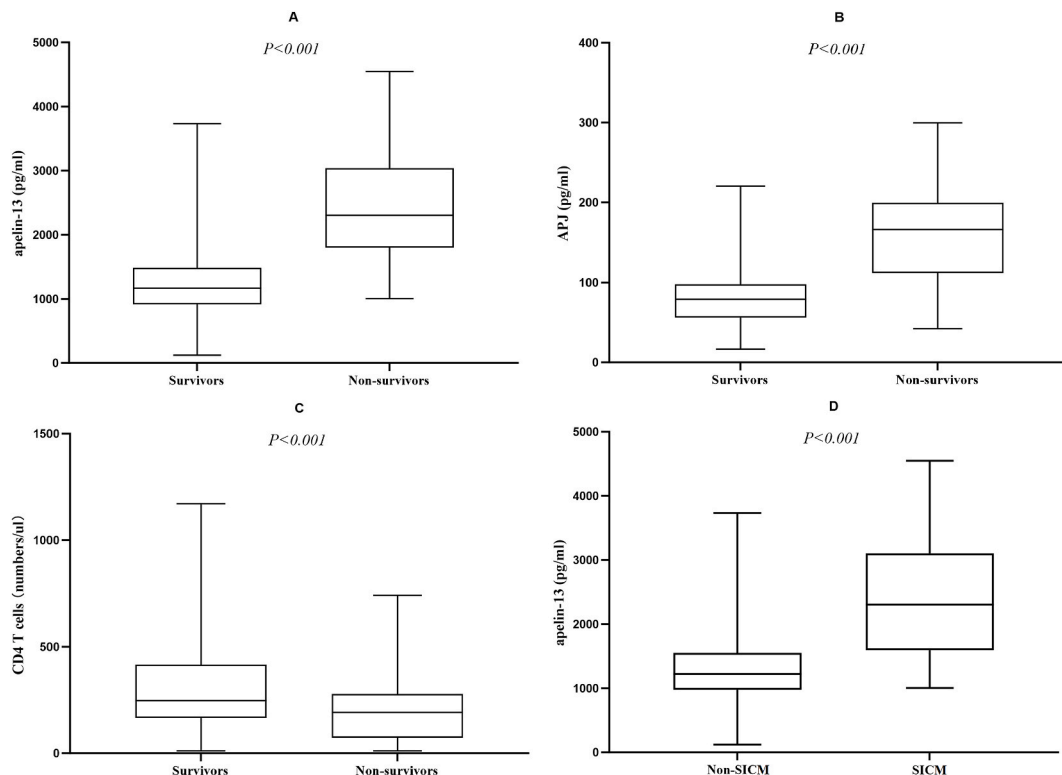 A
P<0.001
apelin-13 (pg/ml)
5000
4000
3000
2000
1000
0
Survivors
Non-survivors
B
P<0.001
APJ (pg/ml)
400
300
200
100
0
Survivors
Non-survivors
C
P<0.001
CD4 T cells (numbers/ul)
1500
1000
500
0
Survivors
Non-survivors
D
P<0.001
apelin-13 (pg/ml)
5000
4000
3000
2000
1000
0
Non-SICM
SICM